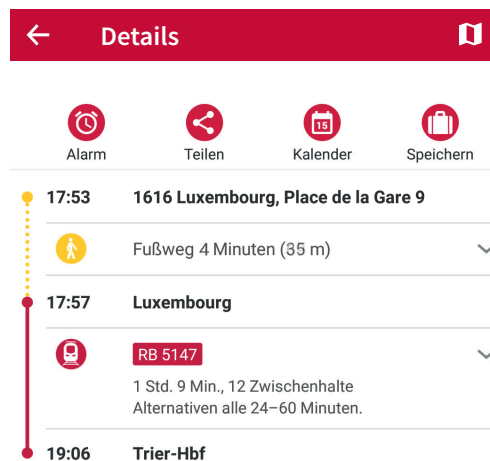 Details
15
Alarm Teilen Kalender Speichern
17:53 1616 Luxembourg, Place de la Gare 9
Fußweg 4 Minuten (35 m)
17:57 Luxembourg
RB 5147
1 Std. 9 Min., 12 Zwischenhalte
Alternativen alle 24–60 Minuten.
19:06 Trier-Hbf